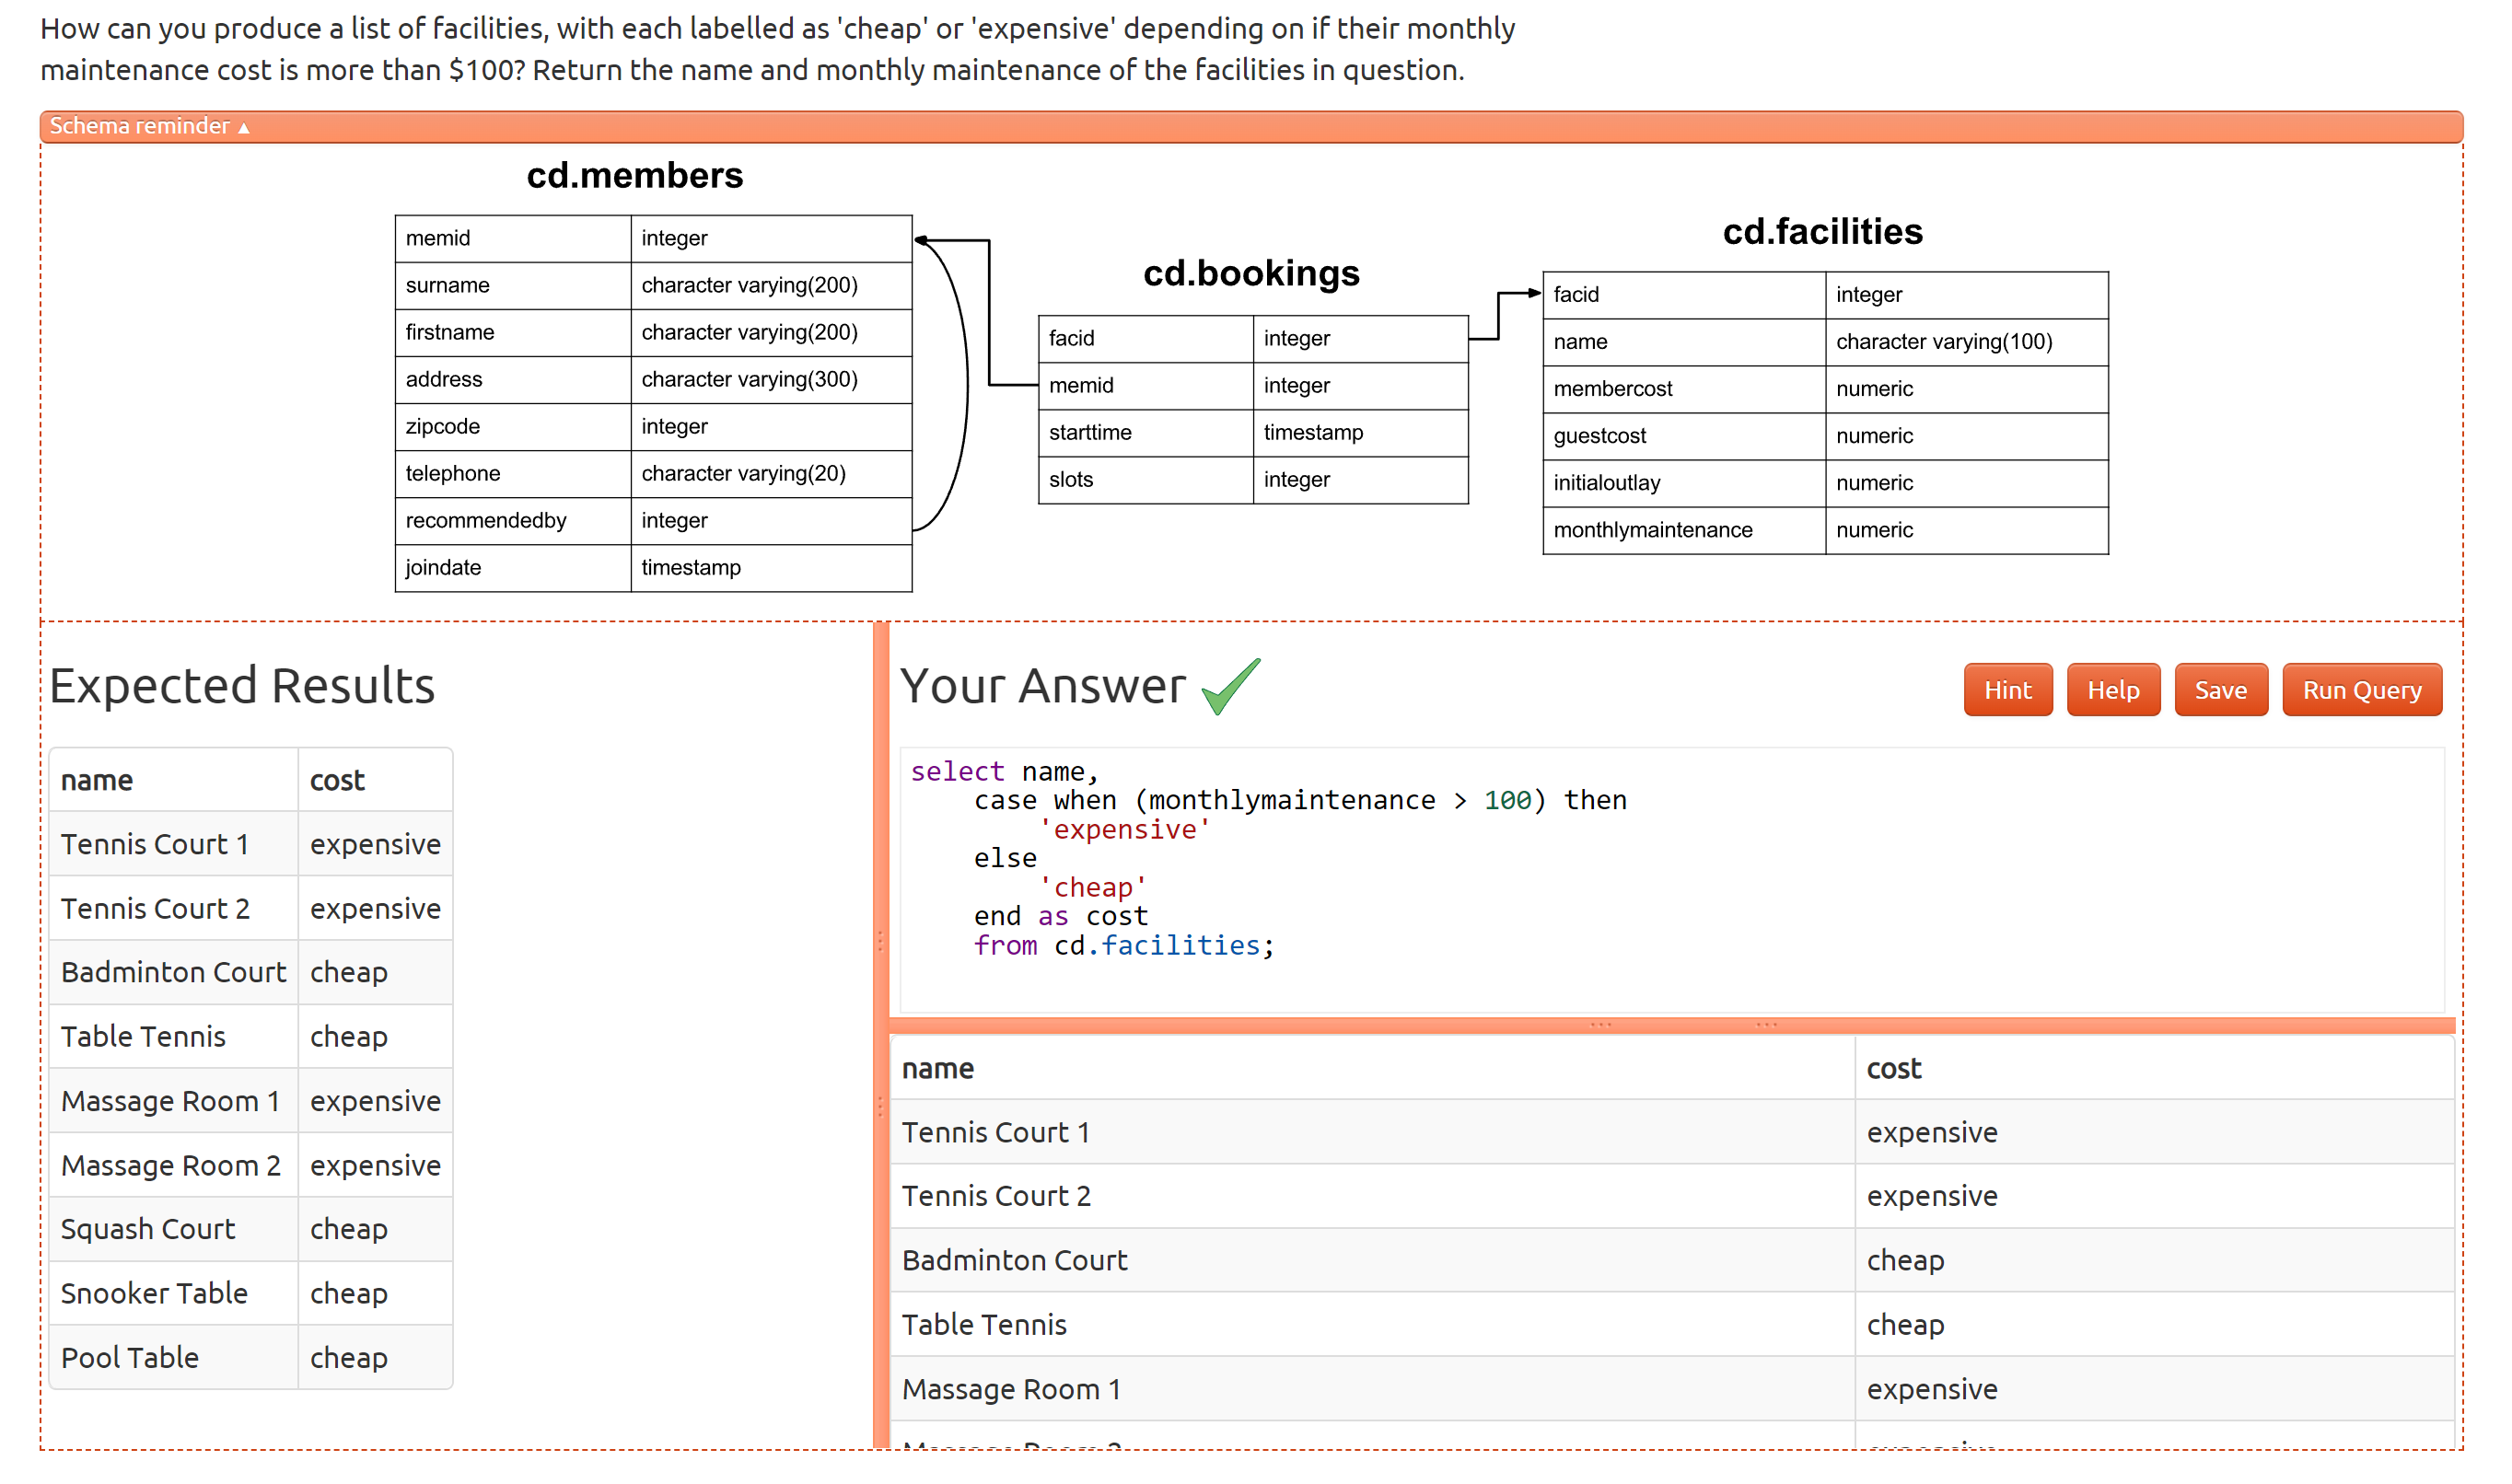 How can you produce a list of facilities, with each labelled as 'cheap' or 'expensive' depending on if their monthly
maintenance cost is more than $100? Return the name and monthly maintenance of the facilities in question.
Schema reminder ▲
cd.members
memid integer
surname character varying(200)
firstname character varying(200)
address character varying(300)
zipcode integer
telephone character varying(20)
recommendedby integer
joindate timestamp
cd.bookings
facid integer
memid integer
starttime timestamp
slots integer
cd.facilities
facid integer
name character varying(100)
membercost numeric
guestcost numeric
initialoutlay numeric
monthlymaintenance numeric
Expected Results
name cost
Tennis Court 1 expensive
Tennis Court 2 expensive
Badminton Court cheap
Table Tennis cheap
Massage Room 1 expensive
Massage Room 2 expensive
Squash Court cheap
Snooker Table cheap
Pool Table cheap
Your Answer
Hint Help Save Run Query
select name,
    case when (monthlymaintenance > 100) then
        'expensive'
    else
        'cheap'
    end as cost
    from cd.facilities;
name cost
Tennis Court 1 expensive
Tennis Court 2 expensive
Badminton Court cheap
Table Tennis cheap
Massage Room 1 expensive